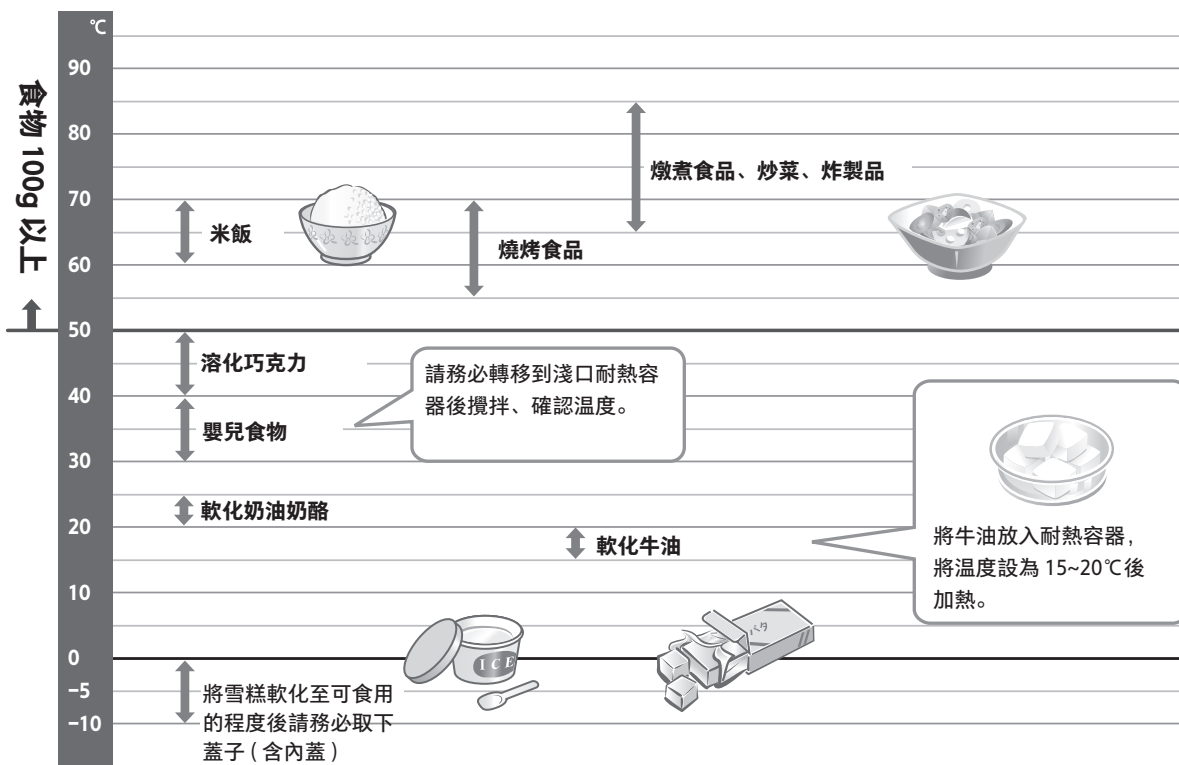 ℃
食物 100g 以上
90
80
燉煮食品、炒菜、炸製品
70
米飯
燒烤食品
60
50
溶化巧克力
請務必轉移到淺口耐熱容
器後攪拌、確認温度。
40
嬰兒食物
30
軟化奶油奶酪
20
軟化牛油
將牛油放入耐熱容器，
將温度設為 15~20℃後
加熱。
10
バタ
ICE
0
−5
−10
將雪糕軟化至可食用
的程度後請務必取下
蓋子 ( 含內蓋 )